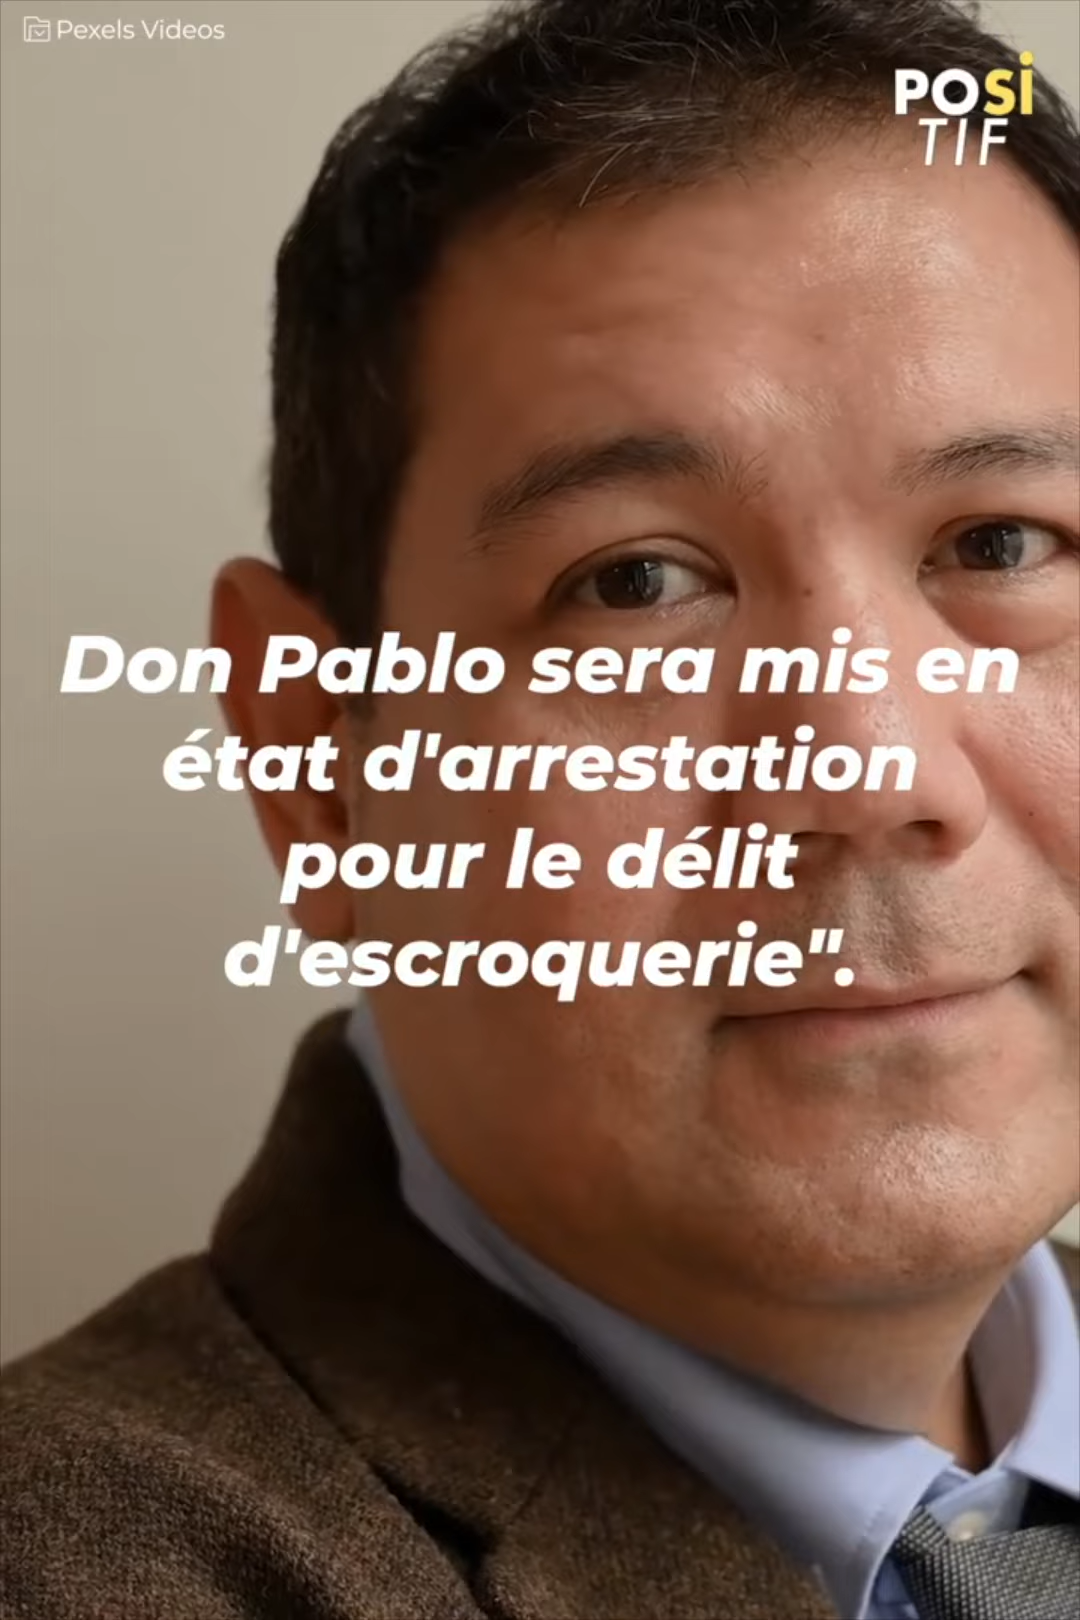 Pexels Videos
POSI
TIF
Don Pablo sera mis en
état d'arrestation
pour le délit
d'escroquerie".